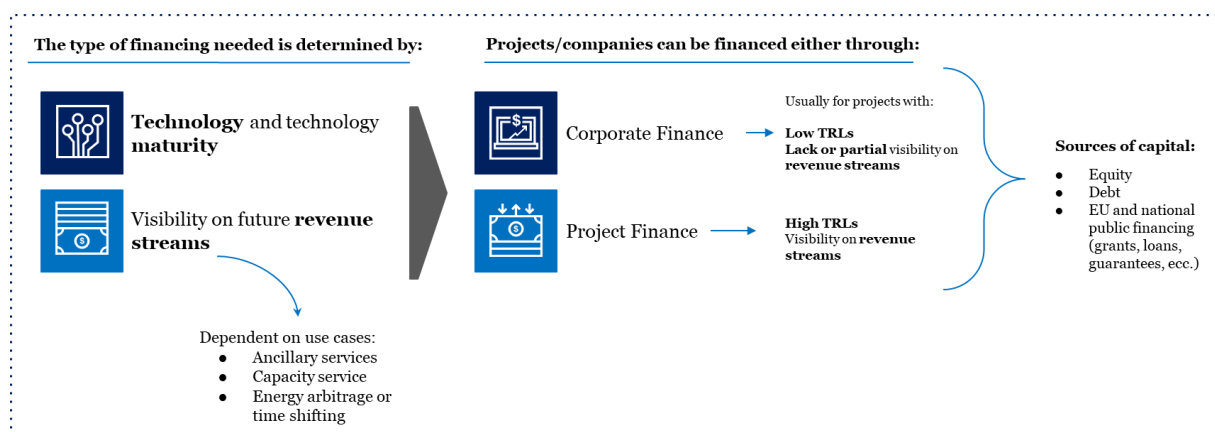 The type of financing needed is determined by:
Technology and technology
maturity
Visibility on future revenue
streams
Dependent on use cases:
● Ancillary services
● Capacity service
● Energy arbitrage or
time shifting
Projects/companies can be financed either through:
Corporate Finance
Usually for projects with:
Low TRLs
Lack or partial visibility on
revenue streams
Project Finance
High TRLs
Visibility on revenue
streams
Sources of capital:
● Equity
● Debt
● EU and national
public financing
(grants, loans,
guarantees, ecc.)